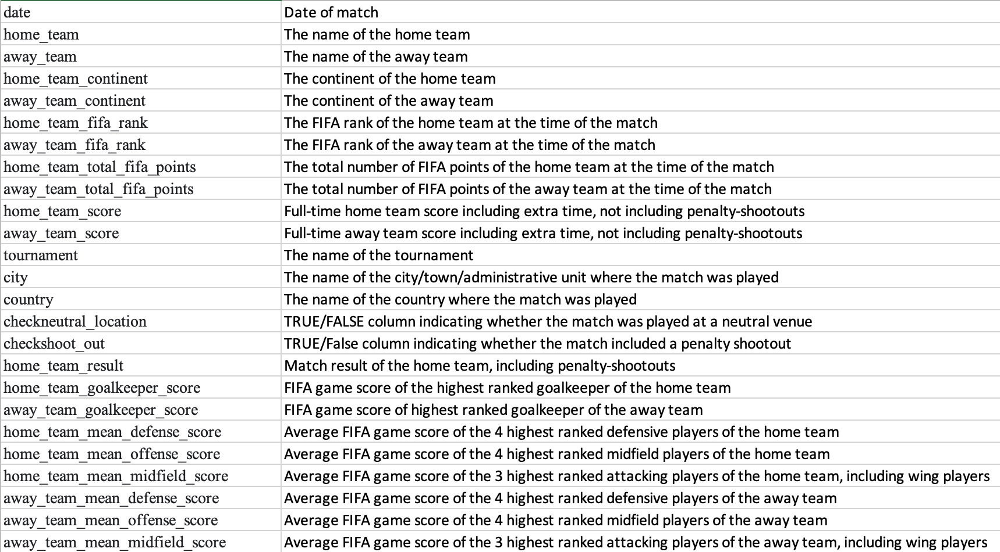 date Date of match
home_team The name of the home team
away_team The name of the away team
home_team_continent The continent of the home team
away_team_continent The continent of the away team
home_team_fifa_rank The FIFA rank of the home team at the time of the match
away_team_fifa_rank The FIFA rank of the away team at the time of the match
home_team_total_fifa_points The total number of FIFA points of the home team at the time of the match
away_team_total_fifa_points The total number of FIFA points of the away team at the time of the match
home_team_score Full-time home team score including extra time, not including penalty-shootouts
away_team_score Full-time away team score including extra time, not including penalty-shootouts
tournament The name of the tournament
city The name of the city/town/administrative unit where the match was played
country The name of the country where the match was played
checkneutral_location TRUE/FALSE column indicating whether the match was played at a neutral venue
checkshoot_out TRUE/False column indicating whether the match included a penalty shootout
home_team_result Match result of the home team, including penalty-shootouts
home_team_goalkeeper_score FIFA game score of the highest ranked goalkeeper of the home team
away_team_goalkeeper_score FIFA game score of highest ranked goalkeeper of the away team
home_team_mean_defense_score Average FIFA game score of the 4 highest ranked defensive players of the home team
home_team_mean_offense_score Average FIFA game score of the 4 highest ranked midfield players of the home team
home_team_mean_midfield_score Average FIFA game score of the 3 highest ranked attacking players of the home team, including wing players
away_team_mean_defense_score Average FIFA game score of the 4 highest ranked defensive players of the away team
away_team_mean_offense_score Average FIFA game score of the 4 highest ranked midfield players of the away team
away_team_mean_midfield_score Average FIFA game score of the 3 highest ranked attacking players of the away team, including wing players